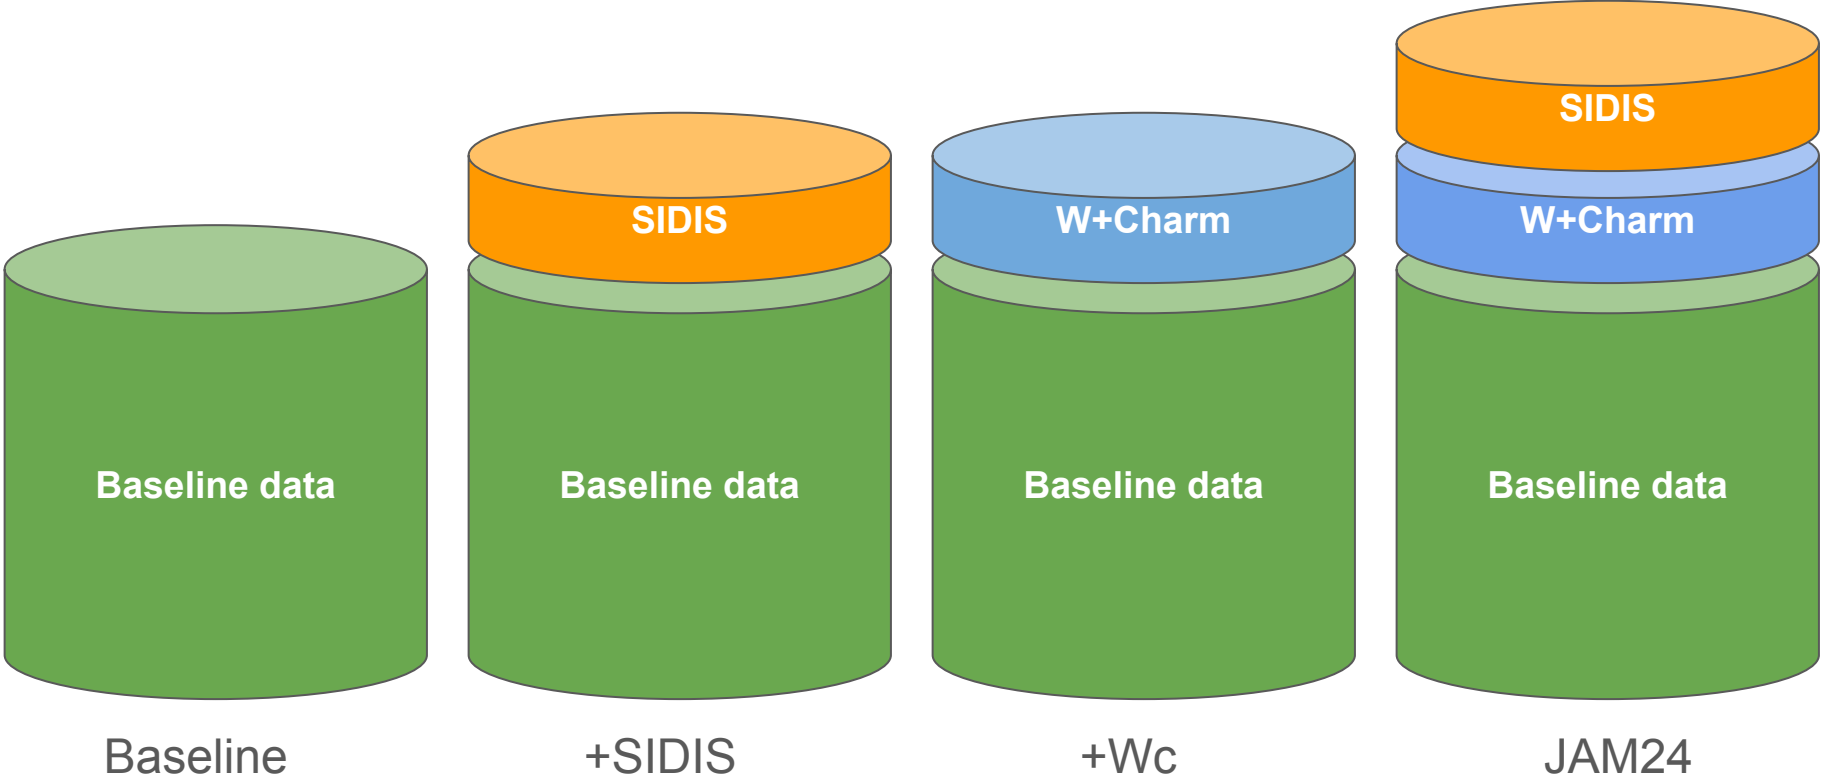 SIDIS
SIDIS
W+Charm
W+Charm
Baseline data
Baseline data
Baseline data
Baseline data
Baseline
+SIDIS
+Wc
JAM24